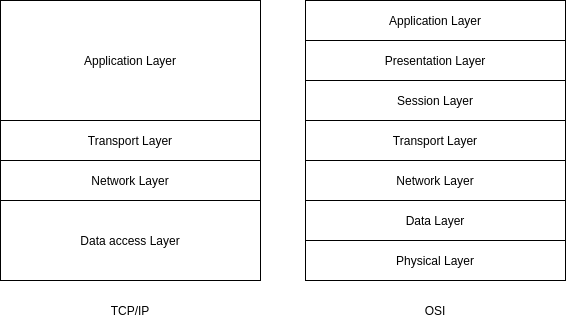 Application Layer
Transport Layer
Network Layer
Data access Layer
TCP/IP
Application Layer
Presentation Layer
Session Layer
Transport Layer
Network Layer
Data Layer
Physical Layer
OSI